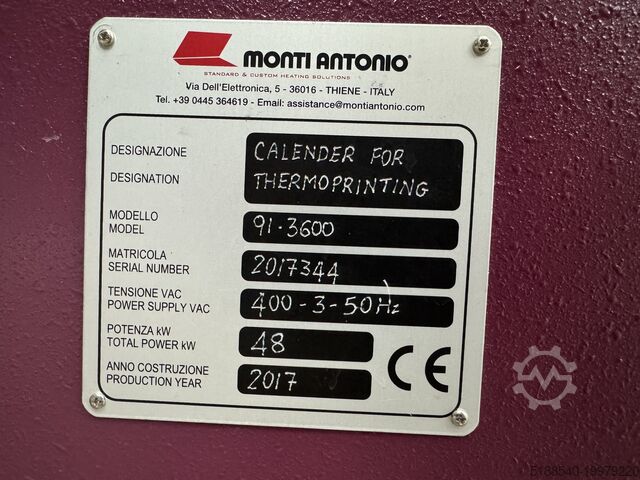 MONTI ANTONIO®
STANDARD & CUSTOM HEATING SOLUTIONS
Via Dell'Elettronica, 5 - 36016 - THIENE - ITALY
Tel. +39 0445 364619 - Email: assistance@montiantonio.com
DESIGNAZIONE
DESIGNATION
CALENDER FOR
THERMOPRINTING
MODELLO
MODEL
91-3600
MATRICOLA
SERIAL NUMBER
2017344
TENSIONE VAC
POWER SUPPLY VAC
400-3-50Hz
POTENZA kW
TOTAL POWER kW
48
ANNO COSTRUZIONE
PRODUCTION YEAR
2017
CE
5188540-19979220